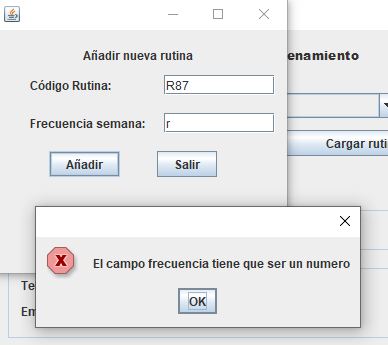 Añadir nueva rutina
enamiento
Código Rutina:
R87
Frecuencia semana:
r
Cargar ruti
Añadir
Salir
X
El campo frecuencia tiene que ser un numero
OK
Te
Em